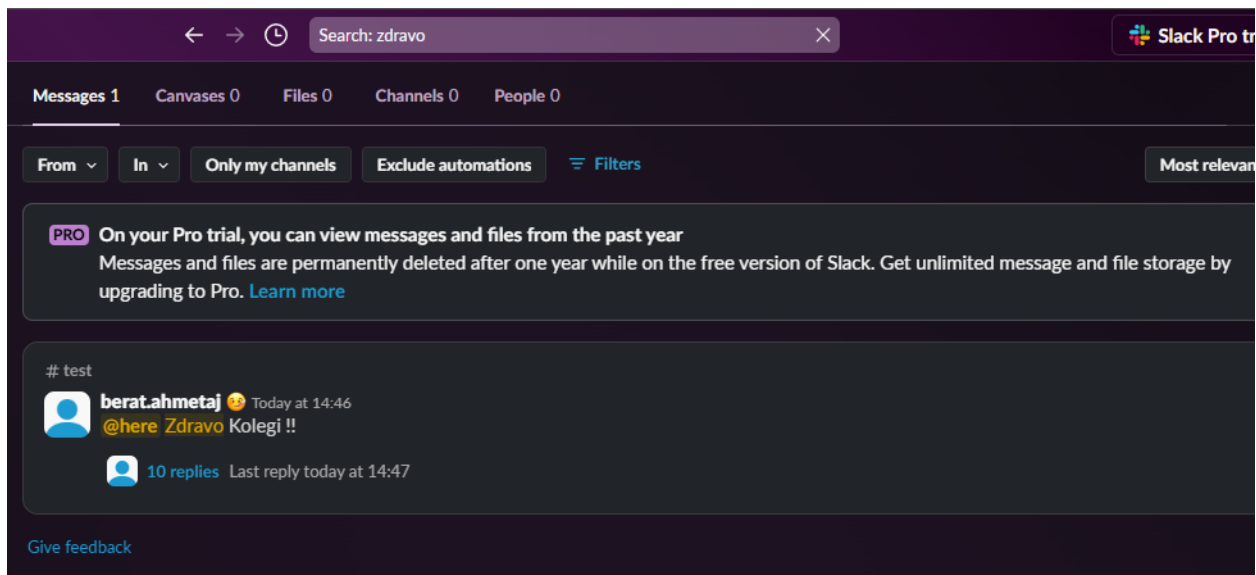 Search: zdravo
Slack Pro
Messages 1 Canvases 0 Files 0 Channels 0 People 0
From In Only my channels Exclude automations Filters Most
PRO On your Pro trial, you can view messages and files from the past year
Messages and files are permanently deleted after one year while on the free version of Slack. Get unlimited message and file storage by
upgrading to Pro. Learn more
# test
berat.ahmetaj Today at 14:46
@here Zdravo Kolegi !!
10 replies Last reply today at 14:47
Give feedback